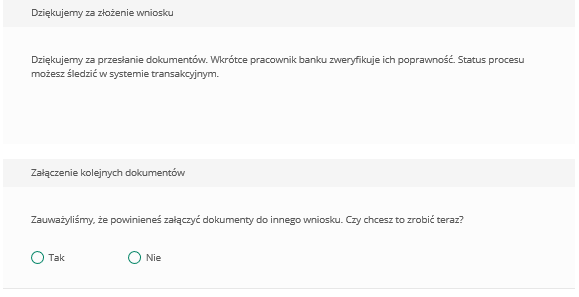 Dziękujemy za złożenie wniosku
Dziękujemy za przesłanie dokumentów. Wkrótce pracownik banku zweryfikuje ich poprawność. Status procesu
możesz śledzić w systemie transakcyjnym.
Załączenie kolejnych dokumentów
Zauważyliśmy, że powinieneś załączyć dokumenty do innego wniosku. Czy chcesz to zrobić teraz?
Tak Nie